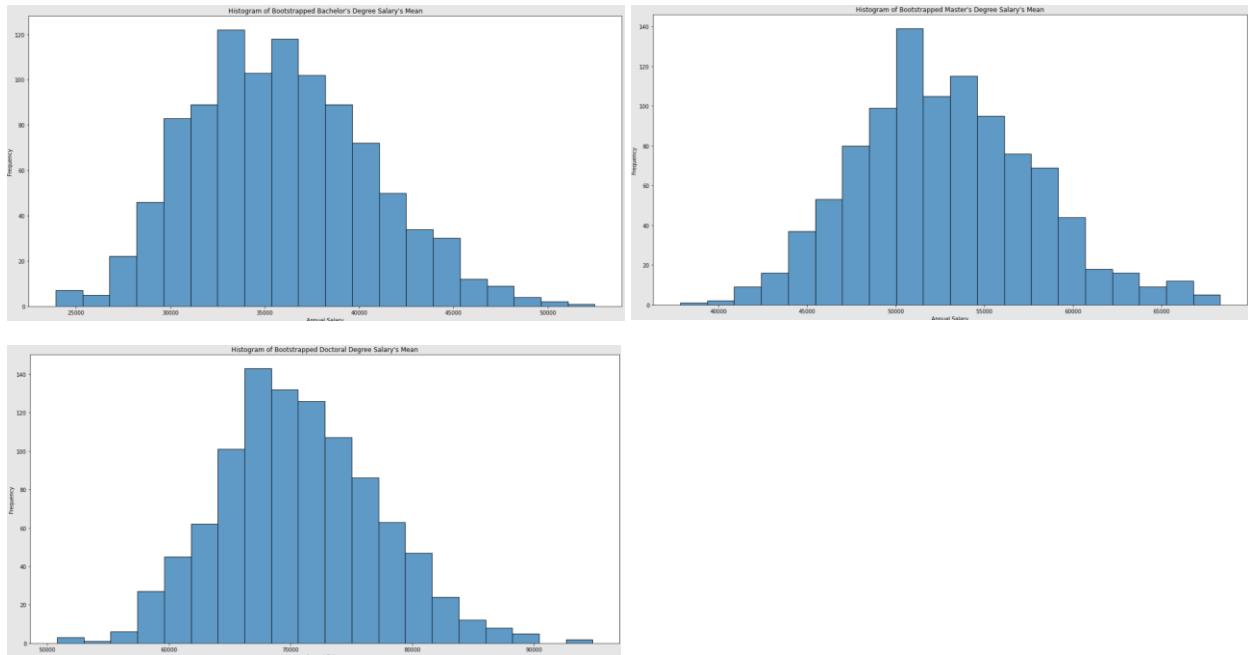 Histogram of Bootstrapped Bachelor's Degree Salary's Mean
120
100
80
60
40
20
0
Frequency
25000 30000 35000 40000 45000 50000
Annual Salary
Histogram of Bootstrapped Master's Degree Salary's Mean
140
120
100
80
60
40
20
0
Frequency
40000 45000 50000 55000 60000 65000
Annual Salary
Histogram of Bootstrapped Doctoral Degree Salary's Mean
140
120
100
80
60
40
20
0
Frequency
50000 60000 70000 80000 90000